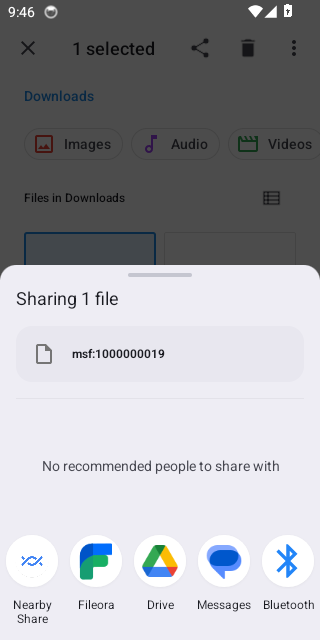 9:46
1 selected
Downloads
Images
Audio
Videos
Files in Downloads
Sharing 1 file
msf:1000000019
No recommended people to share with
Nearby
Share
Fileora
Drive
Messages
Bluetooth